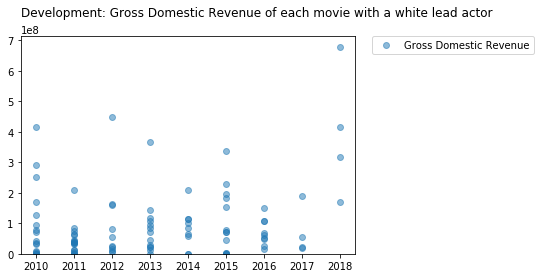 Development: Gross Domestic Revenue of each movie with a white lead actor
1e8
Gross Domestic Revenue
7
6
5
4
3
2
1
0
2010 2011 2012 2013 2014 2015 2016 2017 2018